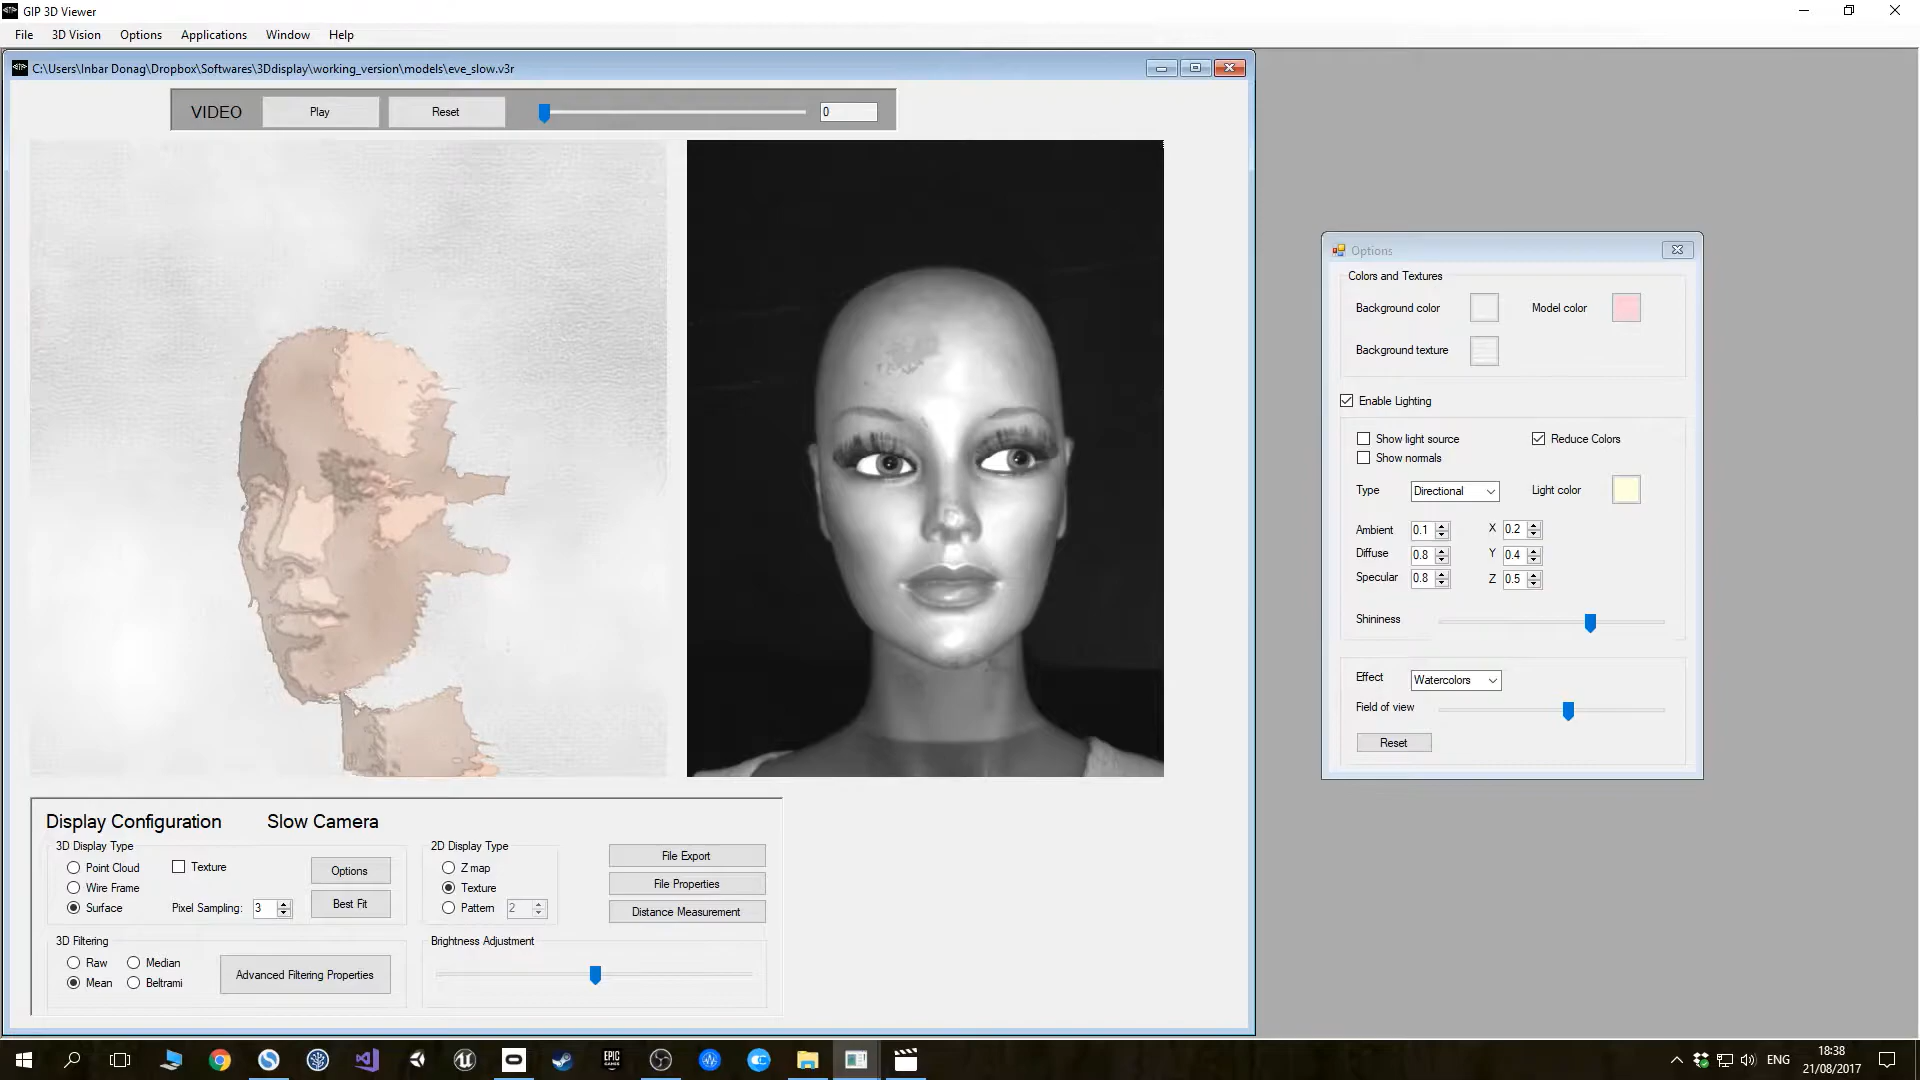 GIP 3D Viewer
File 3D Vision Options Applications Window Help
C:\Users\Inbar Donag\Dropbox\Softwares\3Ddisplay\working_version\models\eve_slow.v3r
VIDEO Play Reset 0
Options
Colors and Textures
Background color Model color
Background texture
Enable Lighting
Show light source Reduce Colors
Show normals
Type Directional Light color
Ambient 0.1 X 0.2
Diffuse 0.8 Y 0.4
Specular 0.8 Z 0.5
Shininess
Effect Watercolors
Field of view
Reset
Display Configuration Slow Camera
3D Display Type
Point Cloud Texture
Wire Frame
Surface Pixel Sampling: 3
Options
Best Fit
2D Display Type
Z map
Texture
Pattern 2
File Export
File Properties
Distance Measurement
3D Filtering
Raw Median
Mean Beltrami
Advanced Filtering Properties
Brightness Adjustment
EPIC GAMES
ENG
18:38
21/08/2017